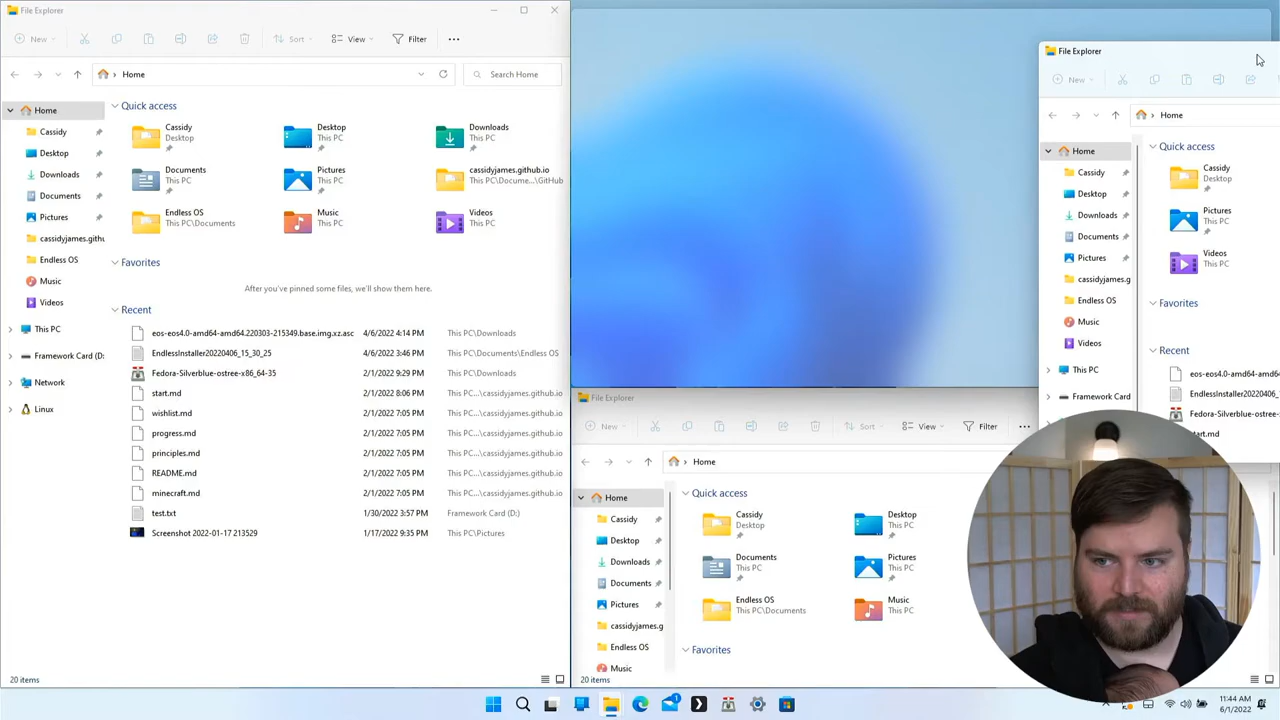 File Explorer
New
Sort
View
Filter
Home
Search Home
Home
Cassidy
Desktop
Downloads
Documents
Pictures
cassidyjames.githu
Endless OS
Music
Videos
This PC
Framework Card (D:
Network
Linux
Quick access
Cassidy
Desktop
Desktop
This PC
Downloads
This PC
Documents
This PC
Pictures
This PC
cassidyjames.github.io
This PC\Docume...\GitHub
Endless OS
This PC\Documents
Music
This PC
Videos
This PC
Favorites
After you've pinned some files, we'll show them here.
Recent
eos-eos4.0-amd64-amd64.220303-215349.base.img.xz.asc 4/6/2022 4:14 PM This PC\Downloads
EndlessInstaller20220406_15_30_25 4/6/2022 3:46 PM This PC\Documents\Endless OS
Fedora-Silverblue-ostree-x86_64-35 2/1/2022 9:29 PM This PC\Downloads
start.md 2/1/2022 8:06 PM This PC\...\cassidyjames.github.io
wishlist.md 2/1/2022 7:05 PM This PC\...\cassidyjames.github.io
progress.md 2/1/2022 7:05 PM This PC\...\cassidyjames.github.io
principles.md 2/1/2022 7:05 PM This PC\...\cassidyjames.github.io
README.md 2/1/2022 7:05 PM This PC\...\cassidyjames.github.io
minecraft.md 2/1/2022 7:05 PM This PC\...\cassidyjames.github.io
test.txt 1/30/2022 3:57 PM Framework Card (D:)
Screenshot 2022-01-17 213529 1/17/2022 9:35 PM This PC\Pictures
20 items
File Explorer
New
Home
Home
Cassidy
Desktop
Downloads
Documents
Pictures
cassidyjames.g
Endless OS
Music
Videos
This PC
Framework Card
Quick access
Cassidy
Desktop
Pictures
This PC
Videos
This PC
Favorites
Recent
eos-eos4.0-amd64-amd64
EndlessInstaller20220406_1
Fedora-Silverblue-ostree-x
start.md
File Explorer
New
Sort
View
Filter
Home
Home
Cassidy
Desktop
Downloads
Documents
Pictures
cassidyjames.g
Endless OS
Music
Quick access
Cassidy
Desktop
Desktop
This PC
Documents
This PC
Pictures
This PC
Endless OS
This PC\Documents
Music
This PC
Favorites
20 items
1
11:44 AM
6/1/2022